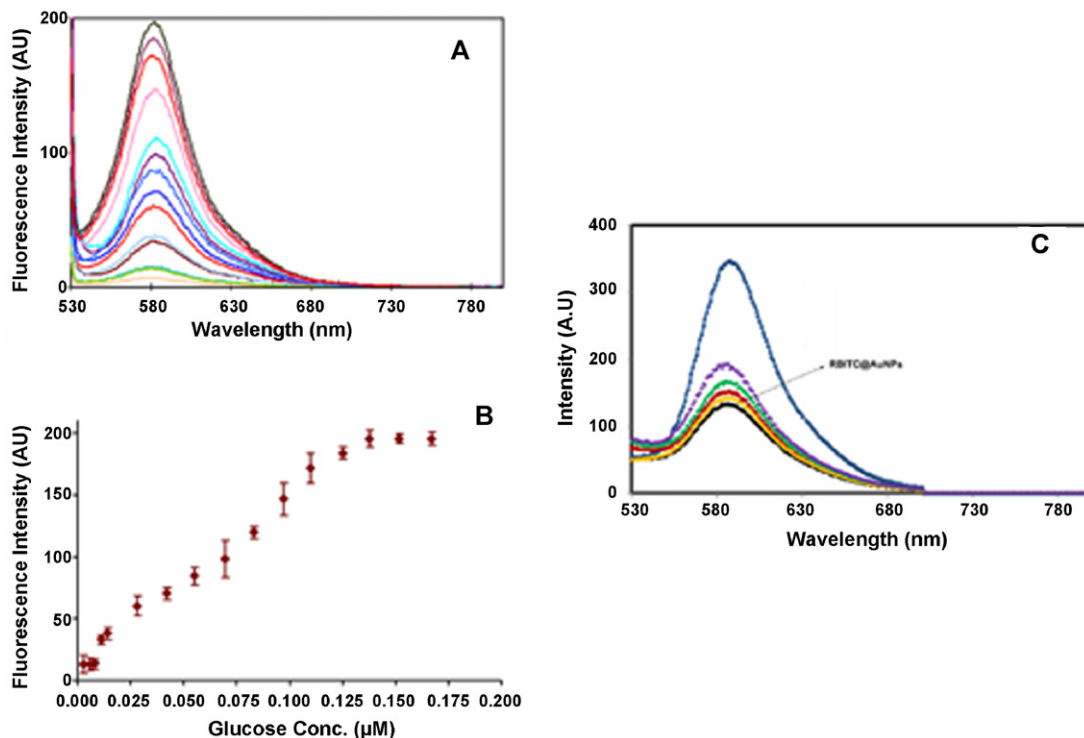 A
Fluorescence Intensity (AU)
200
100
0
530 580 630 680 730 780
Wavelength (nm)
B
Fluorescence Intensity (AU)
200
150
100
50
0
0.000 0.025 0.050 0.075 0.100 0.125 0.150 0.175 0.200
Glucose Conc. (µM)
C
Intensity (A.U)
400
300
200
100
0
RBITC@AuNPs
530 580 630 680 730 780
Wavelength (nm)